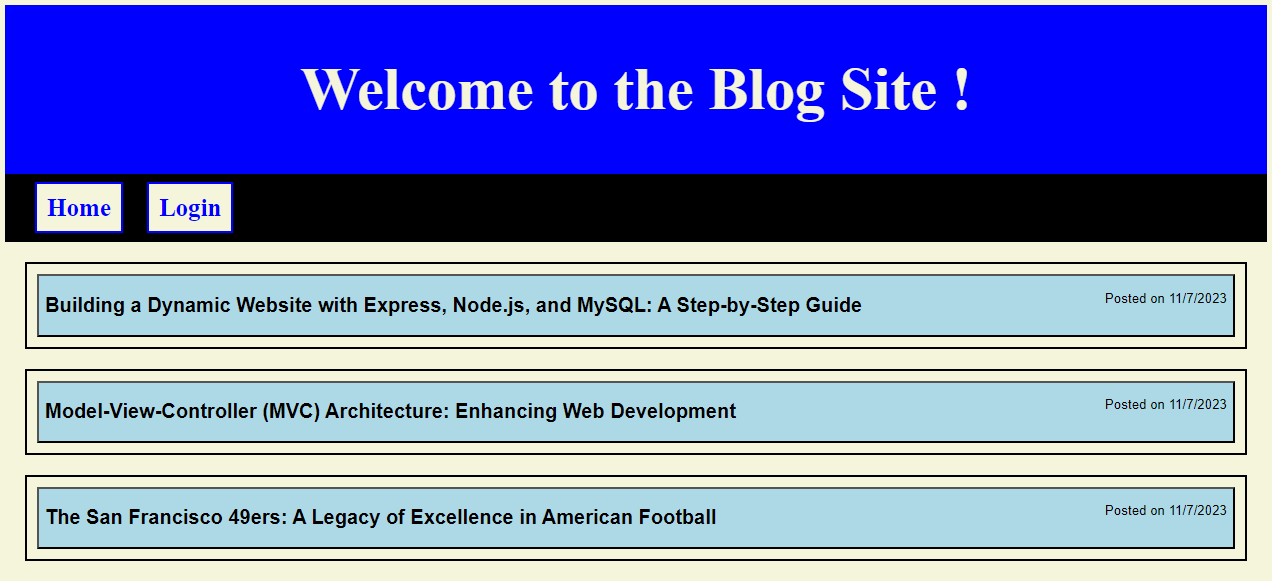 Welcome to the Blog Site !
Home Login
Building a Dynamic Website with Express, Node.js, and MySQL: A Step-by-Step Guide Posted on 11/7/2023
Model-View-Controller (MVC) Architecture: Enhancing Web Development Posted on 11/7/2023
The San Francisco 49ers: A Legacy of Excellence in American Football Posted on 11/7/2023